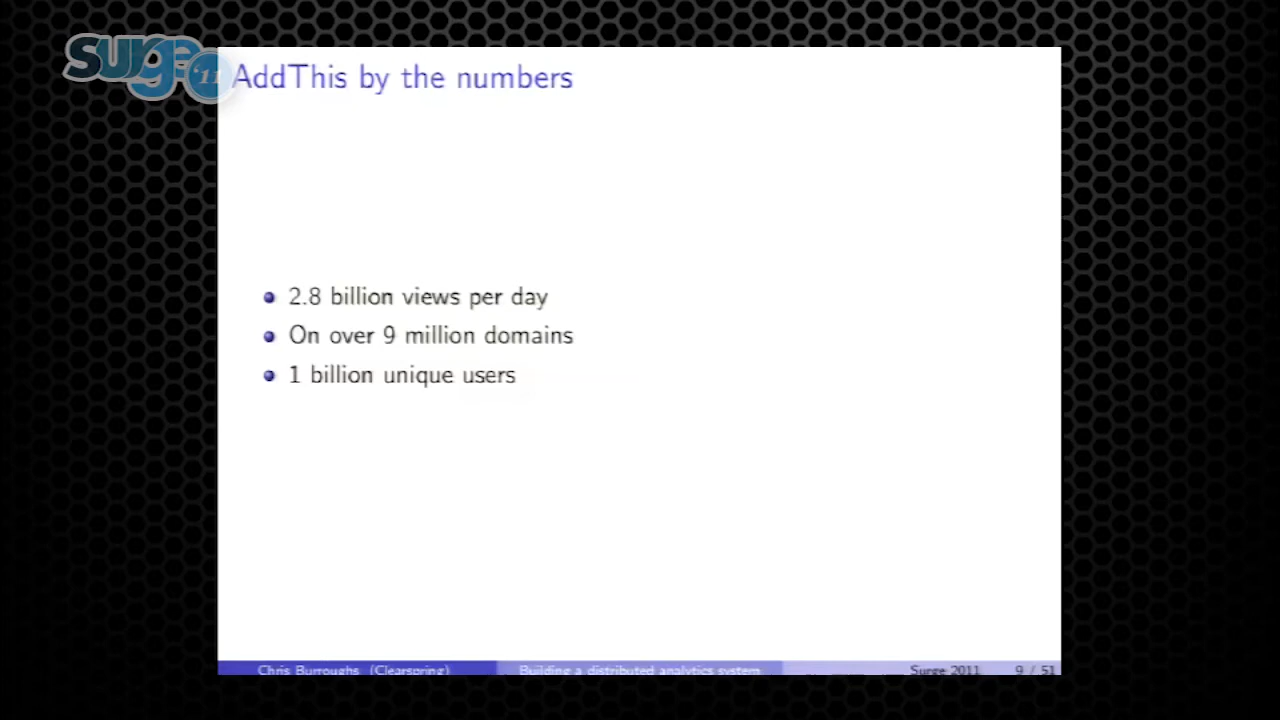 surge '11
AddThis by the numbers
2.8 billion views per day
On over 9 million domains
1 billion unique users
Chris Burroughs (Clearspring) Building a distributed analytics system Surge 2011 9 / 51